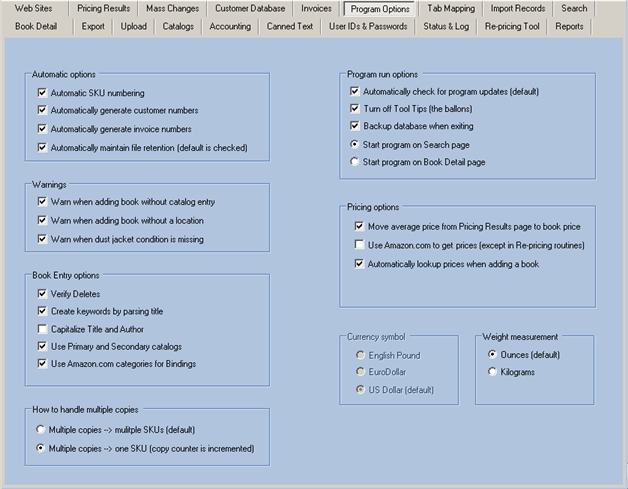 Web Sites Pricing Results Mass Changes Customer Database Invoices Program Options Tab Mapping Import Records Search
Book Detail Export Upload Catalogs Accounting Canned Text User IDs & Passwords Status & Log Re-pricing Tool Reports
Automatic options
Automatic SKU numbering
Automatically generate customer numbers
Automatically generate invoice numbers
Automatically maintain file retention (default is checked)
Warnings
Warn when adding book without catalog entry
Warn when adding book without a location
Warn when dust jacket condition is missing
Book Entry options
Verify Deletes
Create keywords by parsing title
Capitalize Title and Author
Use Primary and Secondary catalogs
Use Amazon.com categories for Bindings
How to handle multiple copies
Multiple copies --> mulitple SKUs (default)
Multiple copies --> one SKU (copy counter is incremented)
Program run options
Automatically check for program updates (default)
Turn off Tool Tips (the ballons)
Backup database when exiting
Start program on Search page
Start program on Book Detail page
Pricing options
Move average price from Pricing Results page to book price
Use Amazon.com to get prices (except in Re-pricing routines)
Automatically lookup prices when adding a book
Currency symbol
English Pound
EuroDollar
US Dollar (default)
Weight measurement
Ounces (default)
Kilograms